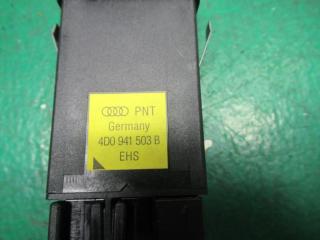 PNT
Germany
4D0 941 503 B
EHS